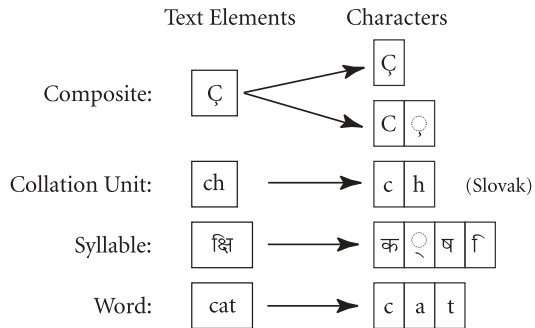 Text Elements Characters
Ç
Composite: Ç
C ◌̧
Collation Unit: ch c h (Slovak)
Syllable: क्षि क ◌् ष ि
Word: cat c a t